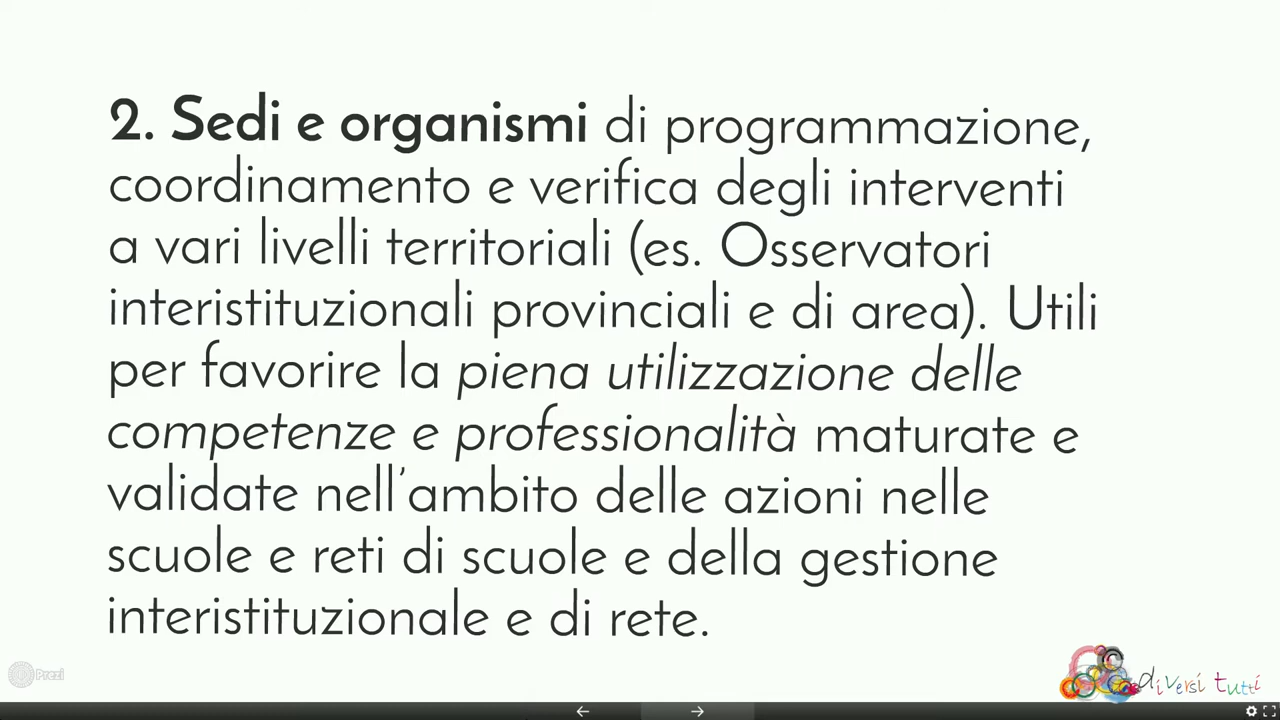 2. Sedi e organismi di programmazione,
coordinamento e verifica degli interventi
a vari livelli territoriali (es. Osservatori
interistituzionali provinciali e di area). Utili
per favorire la piena utilizzazione delle
competenze e professionalità maturate e
validate nell'ambito delle azioni nelle
scuole e reti di scuole e della gestione
interistituzionale e di rete.
Prezi
diversi tutti